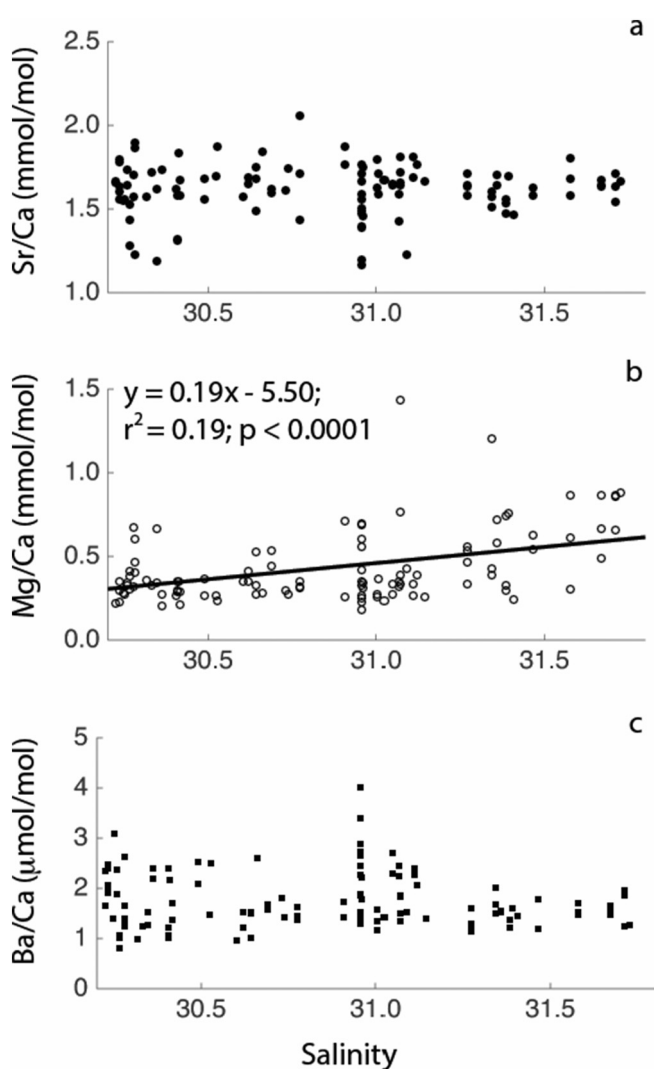 a
Sr/Ca (mmol/mol)
2.5
2.0
1.5
1.0
30.5 31.0 31.5
b
Mg/Ca (mmol/mol)
y = 0.19x - 5.50;
r² = 0.19; p < 0.0001
1.5
1.0
0.5
0.0
30.5 31.0 31.5
c
Ba/Ca (μmol/mol)
5
4
3
2
1
0
30.5 31.0 31.5
Salinity